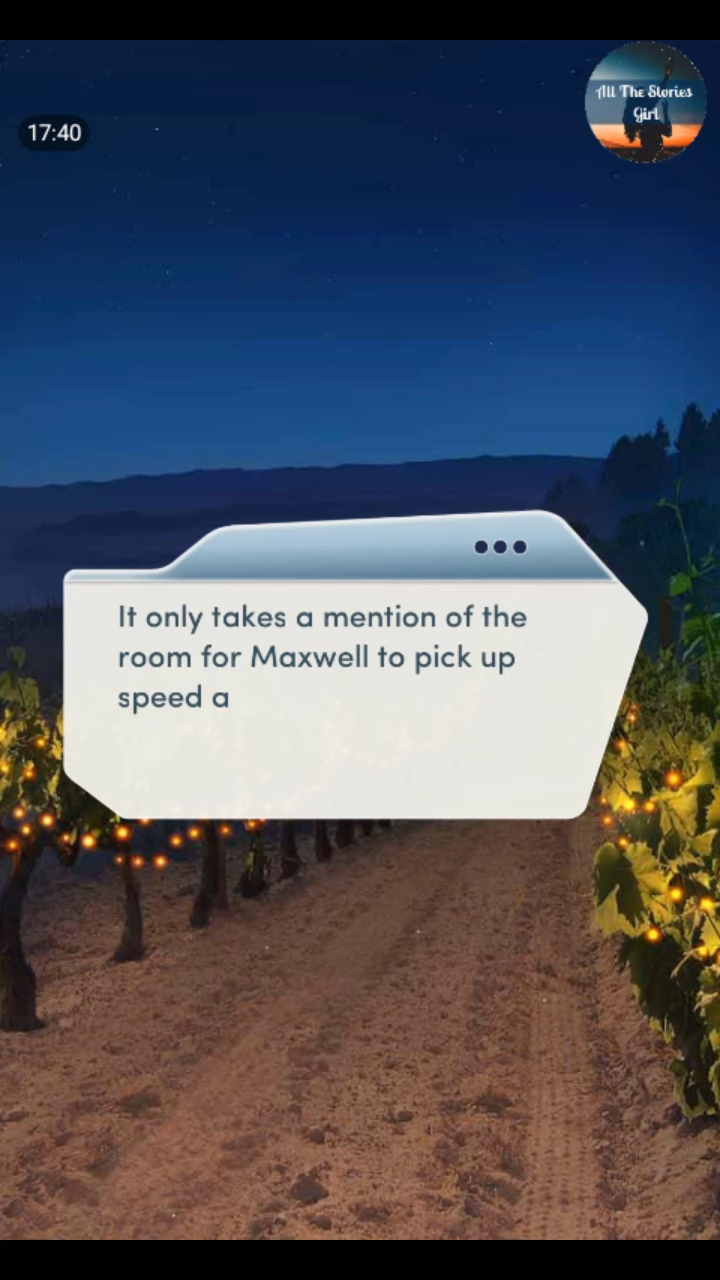 All The Stories
Girl
17:40
It only takes a mention of the
room for Maxwell to pick up
speed a